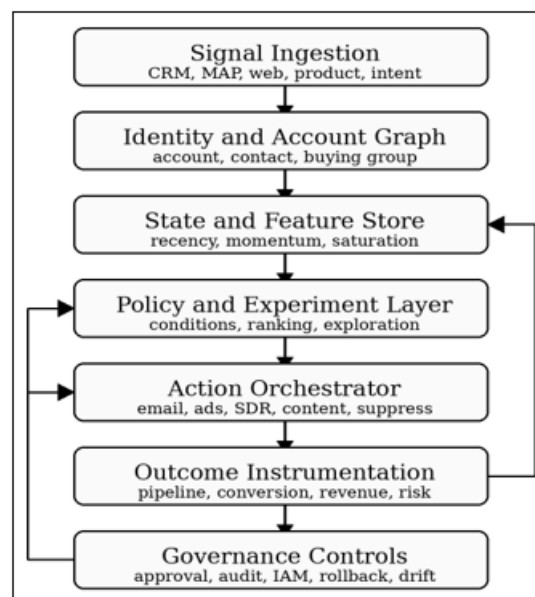 Signal Ingestion
CRM, MAP, web, product, intent
Identity and Account Graph
account, contact, buying group
State and Feature Store
recency, momentum, saturation
Policy and Experiment Layer
conditions, ranking, exploration
Action Orchestrator
email, ads, SDR, content, suppress
Outcome Instrumentation
pipeline, conversion, revenue, risk
Governance Controls
approval, audit, IAM, rollback, drift